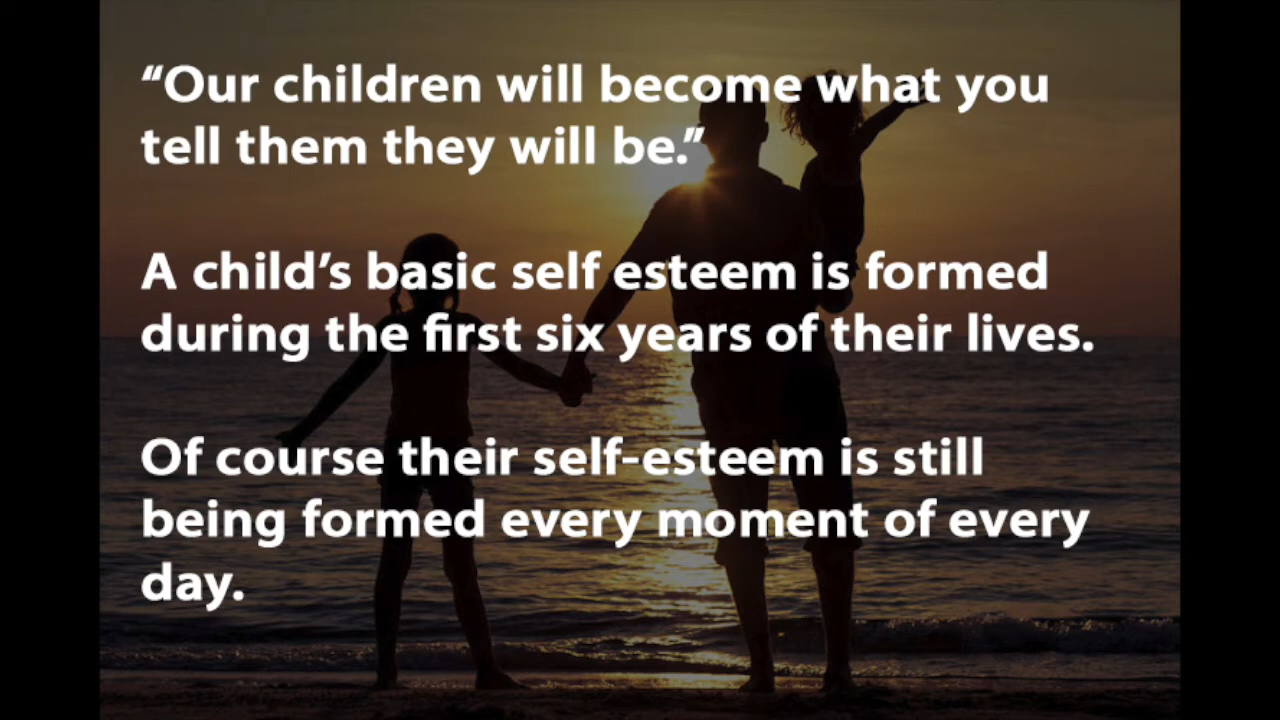 “Our children will become what you
tell them they will be.”
A child’s basic self esteem is formed
during the first six years of their lives.
Of course their self-esteem is still
being formed every moment of every
day.